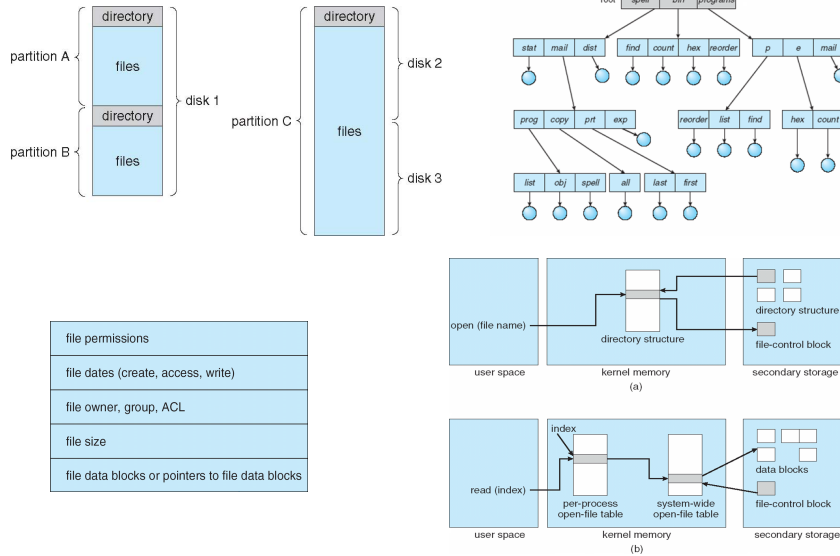 directory
files
directory
files
partition A
partition B
disk 1
directory
files
partition C
disk 2
disk 3
root spell bin programs
stat mail dist find count hex reorder p e mail
prog copy prt exp reorder list find hex count
list obj spell all last first
file permissions
file dates (create, access, write)
file owner, group, ACL
file size
file data blocks or pointers to file data blocks
open (file name)
directory structure
directory structure
file-control block
user space kernel memory secondary storage
(a)
index
read (index)
per-process
open-file table
system-wide
open-file table
data blocks
file-control block
user space kernel memory secondary storage
(b)